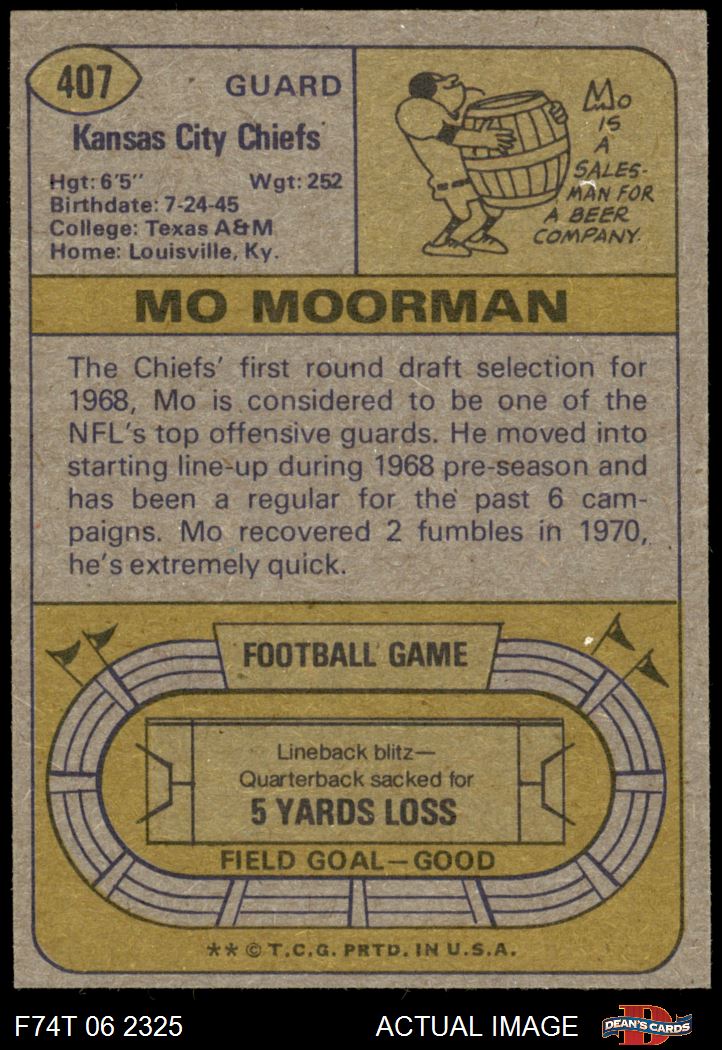 407
GUARD
Kansas City Chiefs
Hgt: 6'5" Wgt: 252
Birthdate: 7-24-45
College: Texas A&M
Home: Louisville, Ky.
Mo
IS
A
SALES-
MAN FOR
A BEER
COMPANY.
MO MOORMAN
The Chiefs' first round draft selection for
1968, Mo is considered to be one of the
NFL's top offensive guards. He moved into
starting line-up during 1968 pre-season and
has been a regular for the past 6 cam-
paigns. Mo recovered 2 fumbles in 1970,
he's extremely quick.
FOOTBALL GAME
Lineback blitz—
Quarterback sacked for
5 YARDS LOSS
FIELD GOAL—GOOD
** © T.C.G. PRTD. IN U.S.A.
F74T 06 2325 ACTUAL IMAGE
D
DEAN'S CARDS